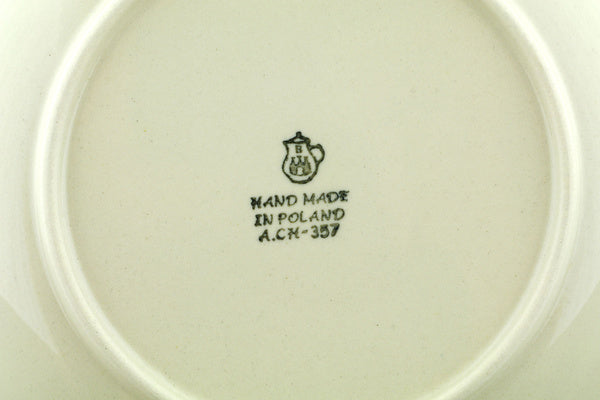 B
HAND MADE
IN POLAND
A.CH-357